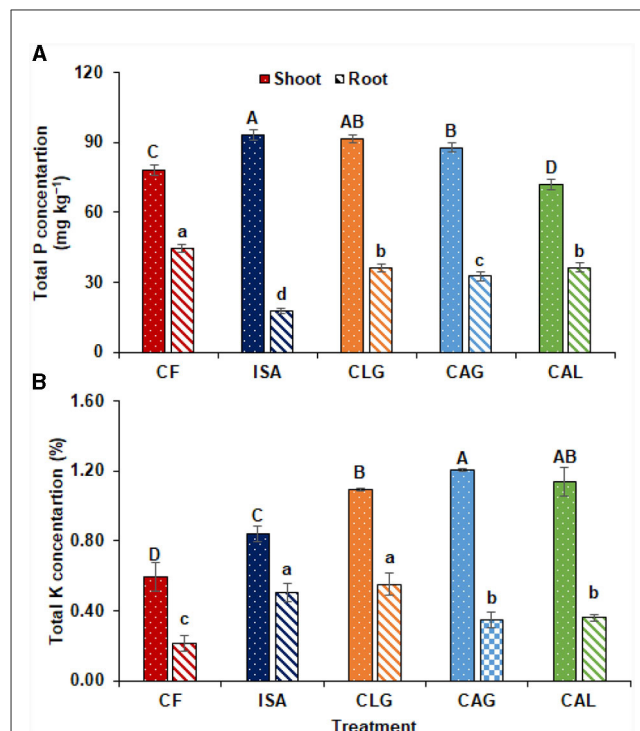 A
120
90
60
30
0
Total P concentartion
(mg kg⁻¹)
Shoot Root
C a A d AB b B c D b
CF ISA CLG CAG CAL
B
1.60
1.20
0.80
0.40
0.00
Total K concentartion (%)
D c C a B a A b AB b
CF ISA CLG CAG CAL
Treatment